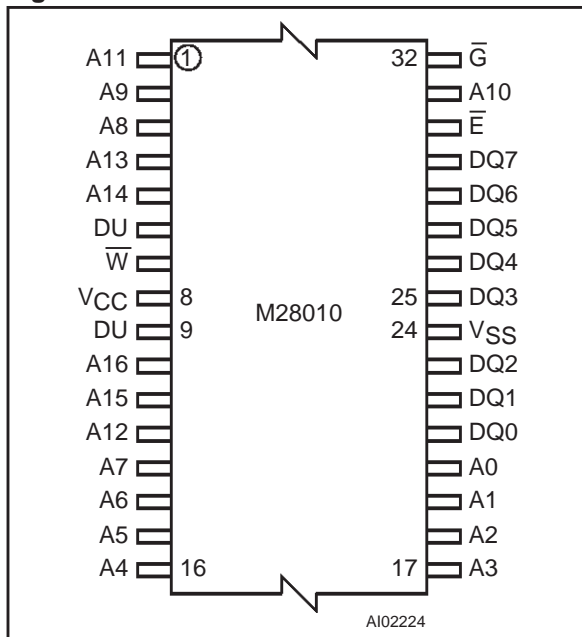 A11 1 32 G̅
A9 A10
A8 E̅
A13 DQ7
A14 DQ6
DU DQ5
W̅ DQ4
VCC 8 25 DQ3
M28010
DU 9 24 VSS
A16 DQ2
A15 DQ1
A12 DQ0
A7 A0
A6 A1
A5 A2
A4 16 17 A3
AI02224